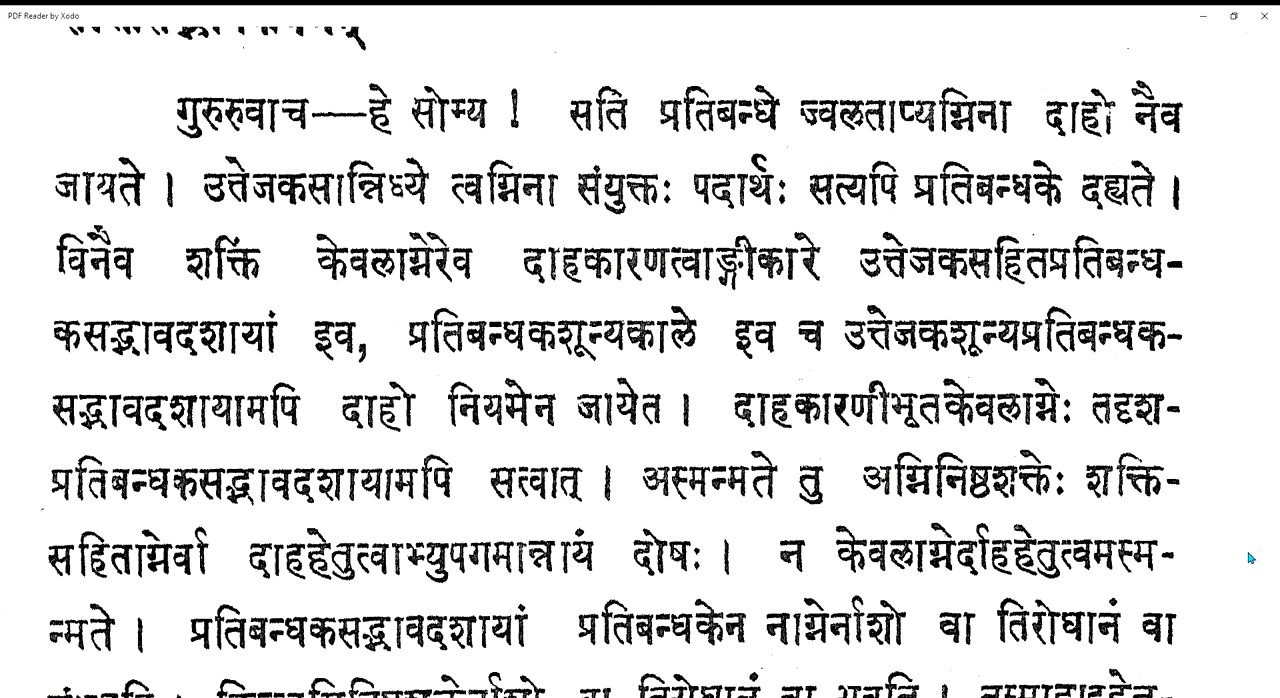 PDF Reader by Xodo
गुरुरुवाच—हे सोम्य ! सति प्रतिबन्धे ज्वलताप्यग्निना दाहो नैव
जायते । उत्तेजकसान्निध्ये त्वग्निना संयुक्तः पदार्थः सत्यपि प्रतिबन्धके दह्यते ।
विनैव शक्तिं केवलाग्नेरेव दाहकारणत्वाङ्गीकारे उत्तेजकसहितप्रतिबन्ध-
कसद्भावदशायां इव, प्रतिबन्धकशून्यकाले इव च उत्तेजकशून्यप्रतिबन्धक-
सद्भावदशायामपि दाहो नियमेन जायेत । दाहकारणीभूतकेवलाग्नेः तदृश-
प्रतिबन्धकसद्भावदशायामपि सत्वात् । अस्मन्मते तु अग्निनिष्ठशक्तेः शक्ति-
सहिताग्नेर्वा दाहहेतुत्वाभ्युपगमान्नायं दोषः । न केवलाग्नेर्दाहहेतुत्वमस्म-
न्मते । प्रतिबन्धकसद्भावदशायां प्रतिबन्धकेन नाग्नेर्नाशो वा तिरोधानं वा